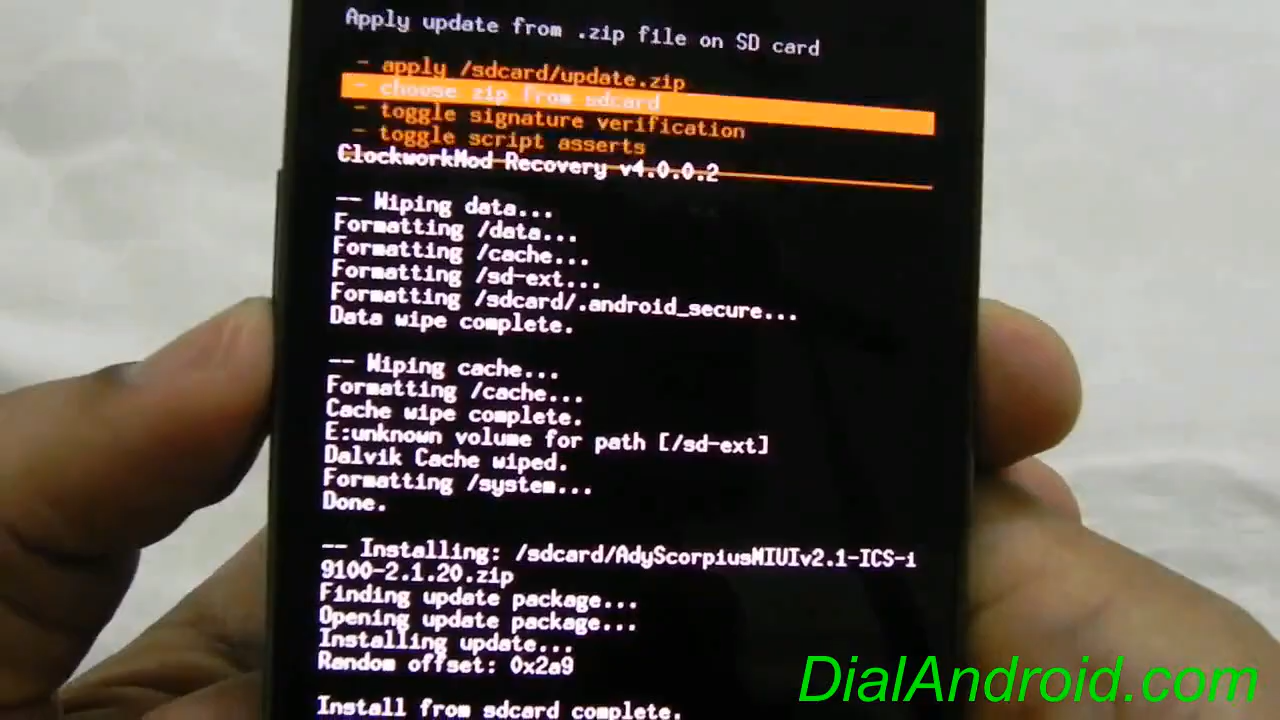 Apply update from .zip file on SD card
- apply /sdcard/update.zip
- choose zip from sdcard
- toggle signature verification
- toggle script asserts
ClockworkMod Recovery v4.0.0.2
-- Wiping data...
Formatting /data...
Formatting /cache...
Formatting /sd-ext...
Formatting /sdcard/.android_secure...
Data wipe complete.
-- Wiping cache...
Formatting /cache...
Cache wipe complete.
E:unknown volume for path [/sd-ext]
Dalvik Cache wiped.
Formatting /system...
Done.
-- Installing: /sdcard/AdyScorpiusMIUIv2.1-ICS-i
9100-2.1.20.zip
Finding update package...
Opening update package...
Installing update...
Random offset: 0x2a9
Install from sdcard complete.
DialAndroid.com